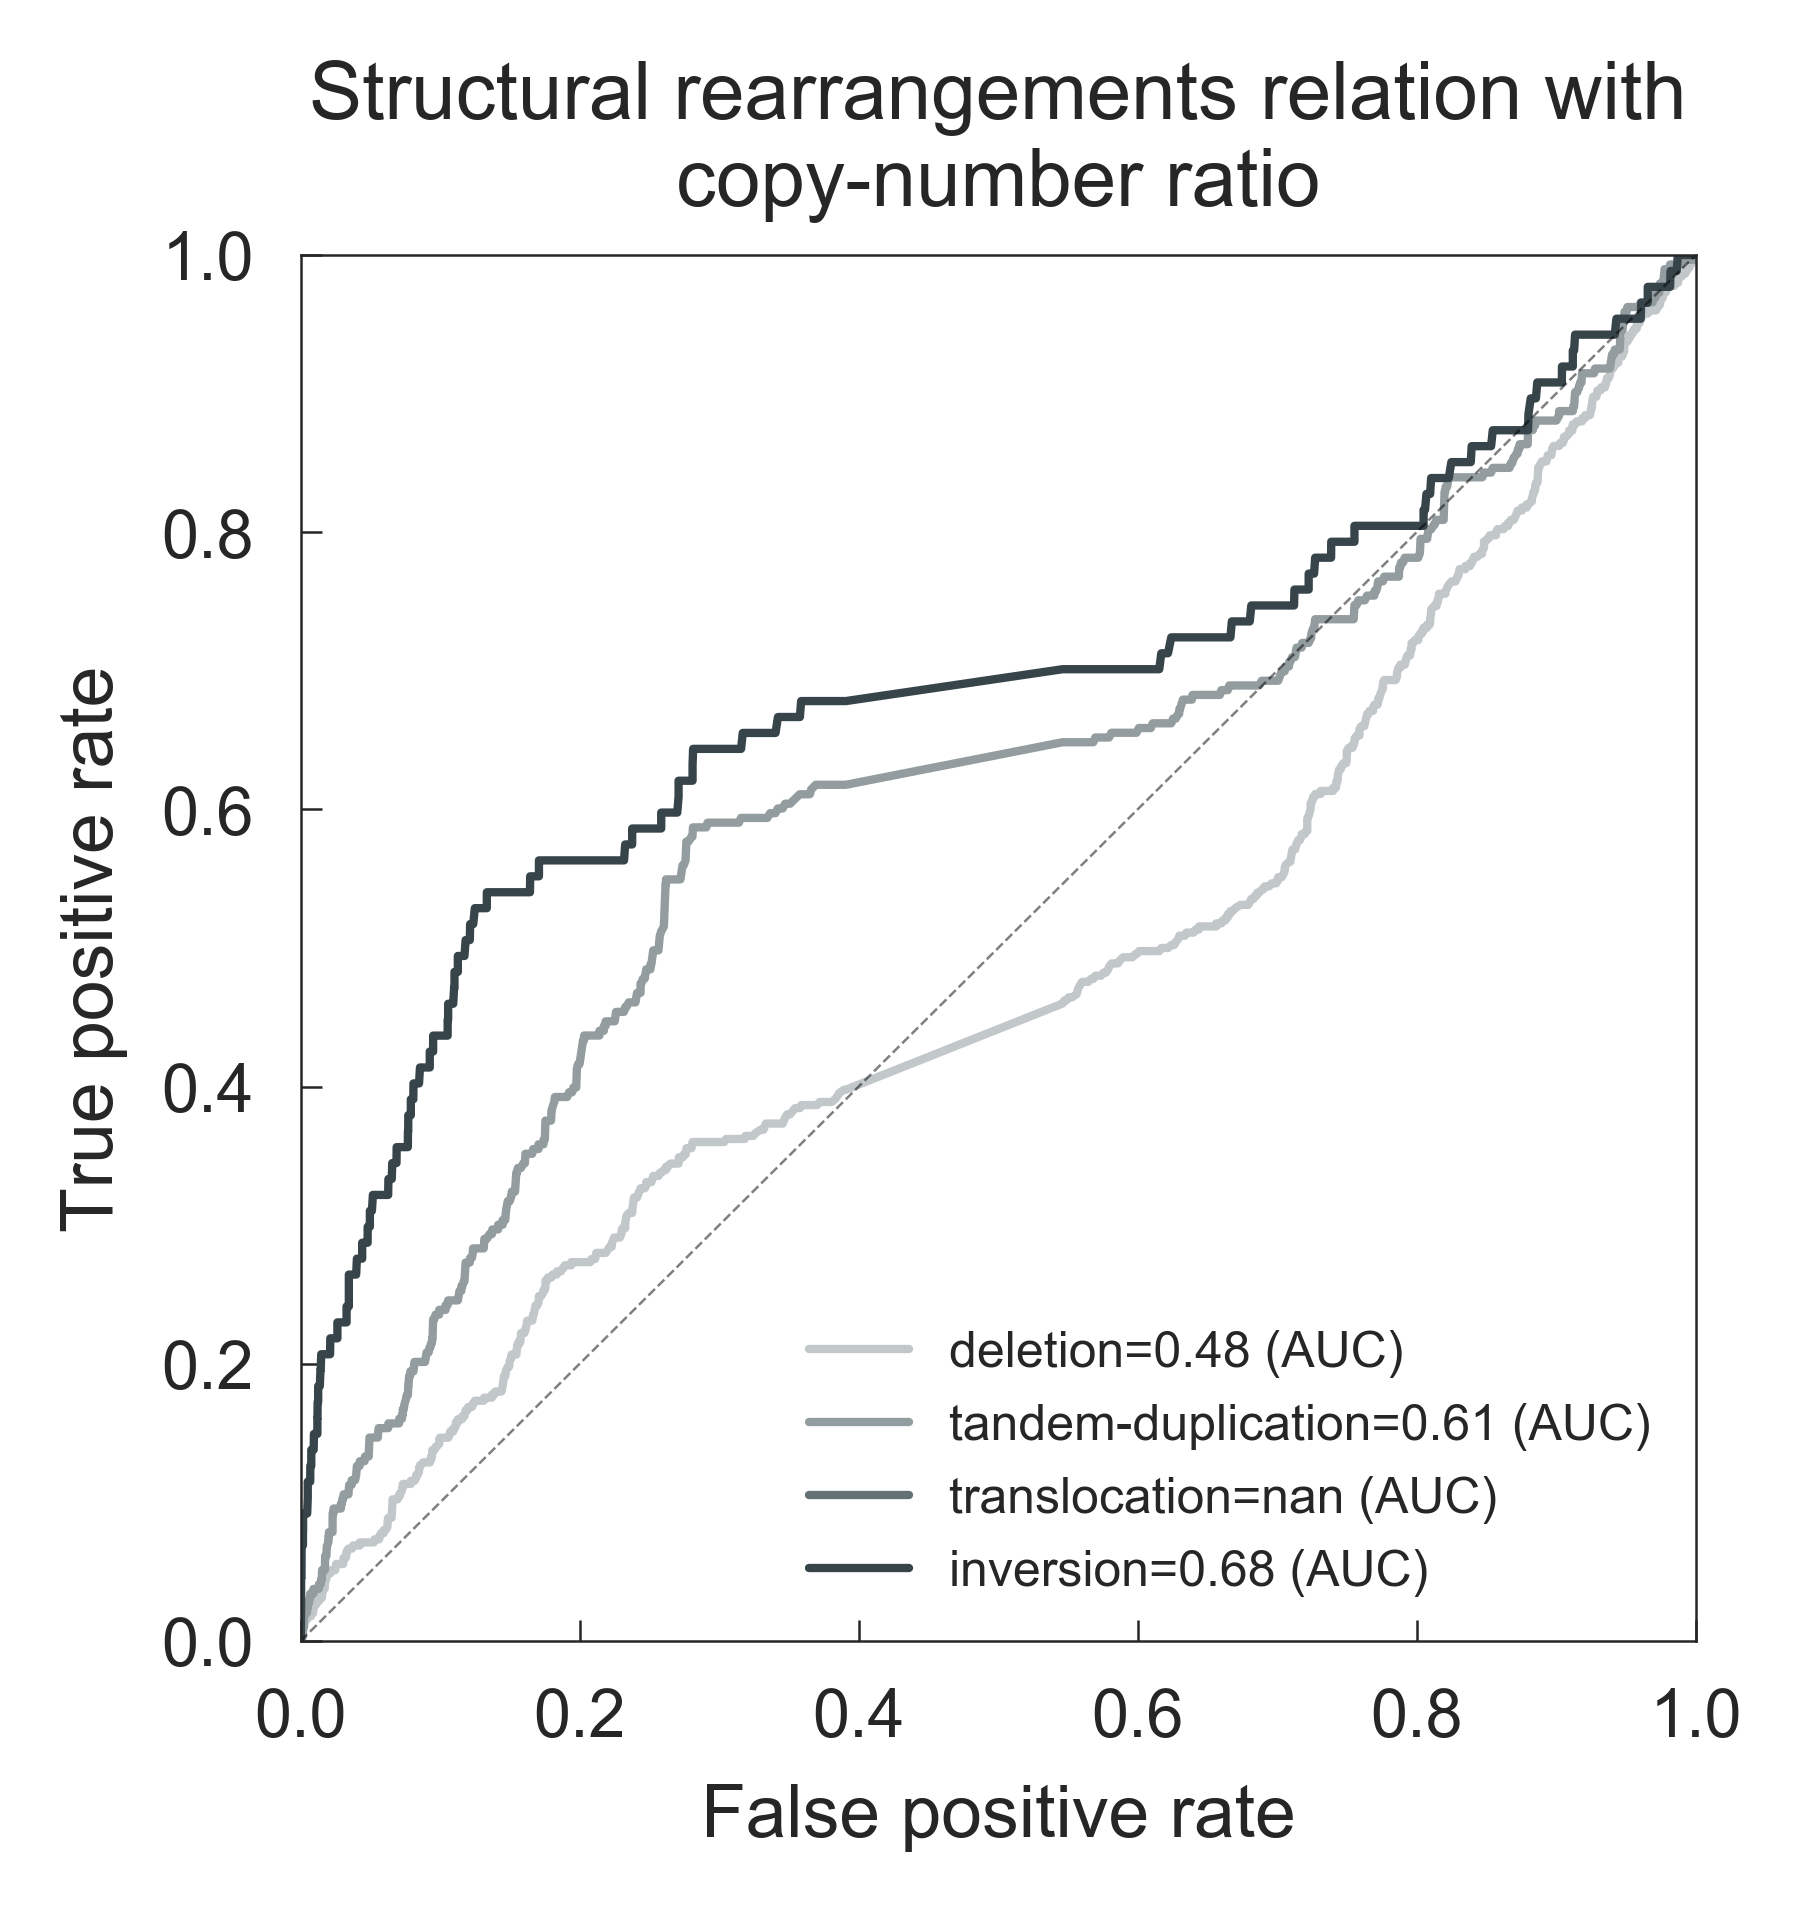 Structural rearrangements relation with
copy-number ratio
1.0
0.8
0.6
0.4
0.2
0.0
True positive rate
deletion=0.48 (AUC)
tandem-duplication=0.61 (AUC)
translocation=nan (AUC)
inversion=0.68 (AUC)
0.0 0.2 0.4 0.6 0.8 1.0
False positive rate